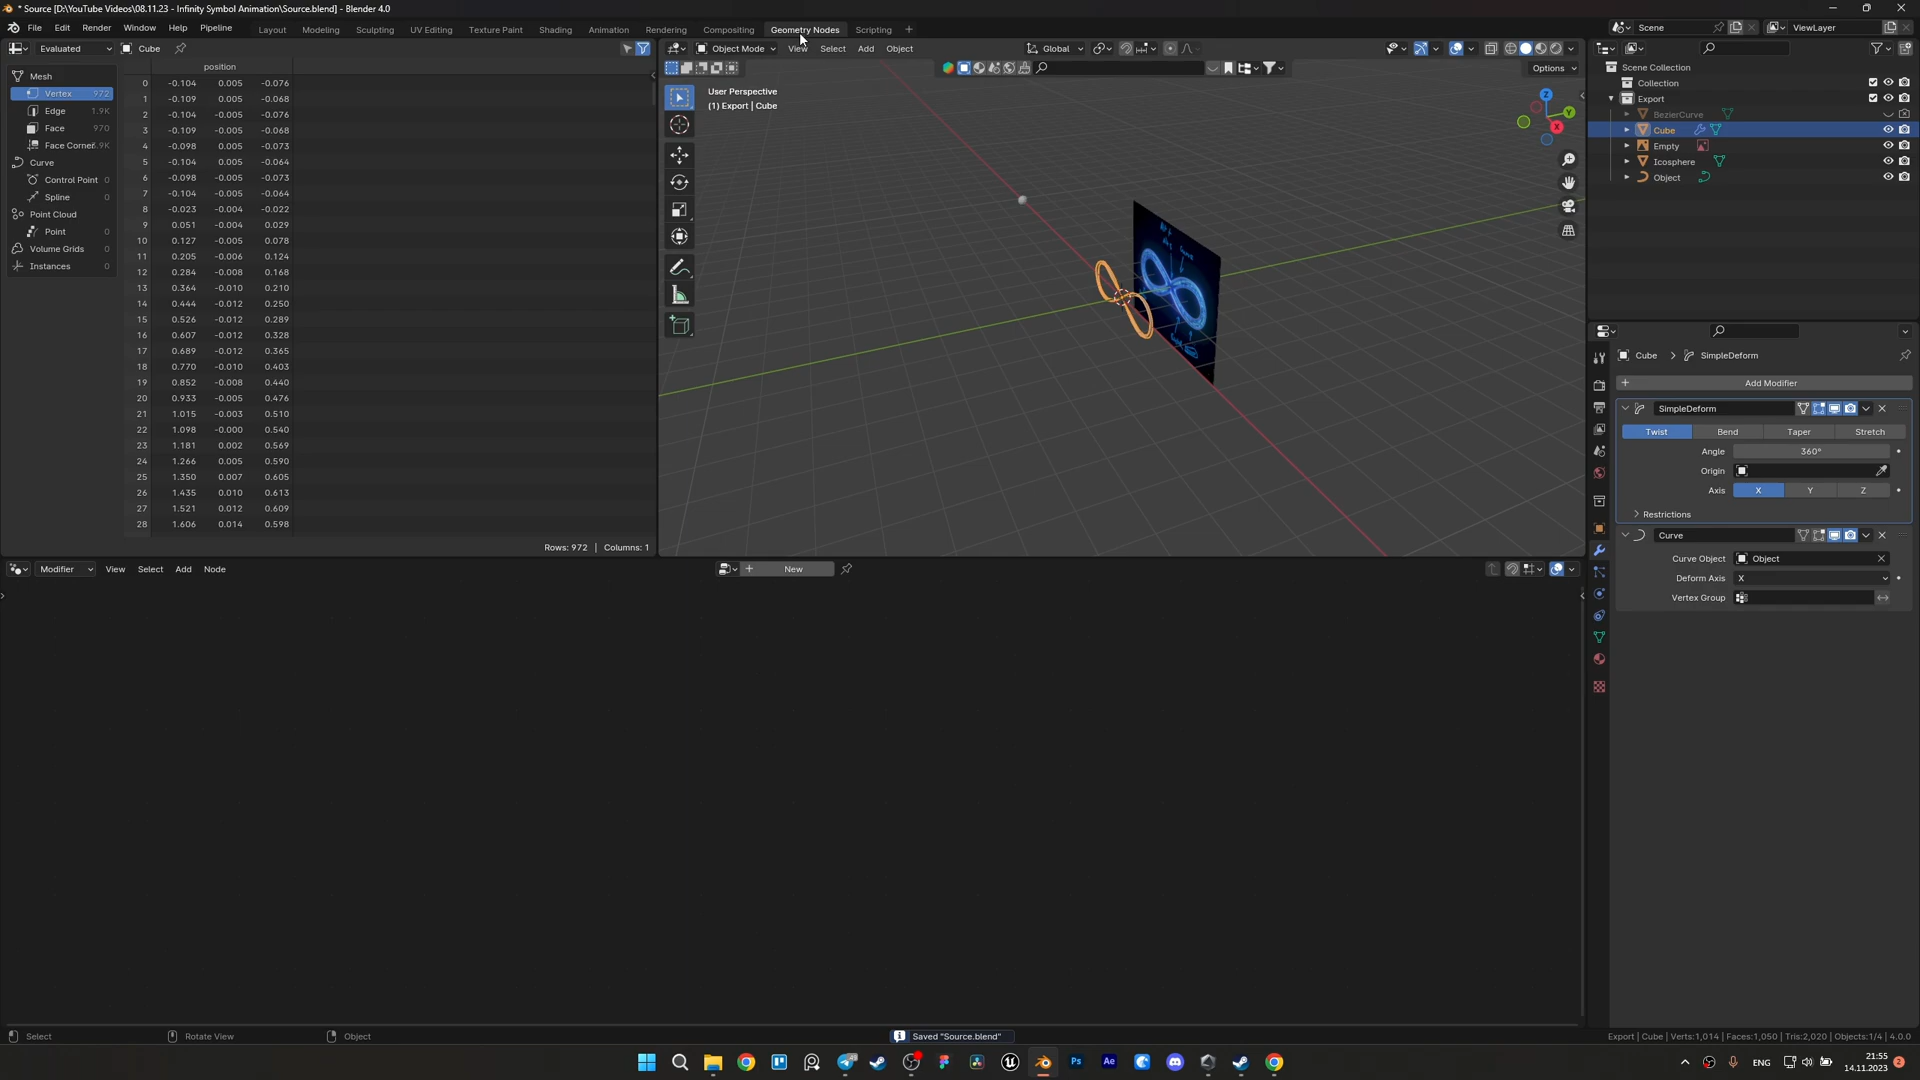 * Source [D:\YouTube Videos\08.11.23 - Infinity Symbol Animation\Source.blend] - Blender 4.0
File Edit Render Window Help Pipeline Layout Modeling Sculpting UV Editing Texture Paint Shading Animation Rendering Compositing Geometry Nodes Scripting + Scene ViewLayer
Evaluated Cube
Object Mode View Select Add Object Global
Options
position
Mesh
Vertex 972
Edge 1.9K
Face 970
Curve
Control Point 0
Spline 0
Point Cloud
Point 0
Volume Grids 0
Instances 0
0 -0.104 0.005 -0.076
1 -0.109 0.005 -0.068
2 -0.104 -0.005 -0.076
3 -0.109 -0.005 -0.068
4 -0.098 0.005 -0.073
5 -0.104 0.005 -0.064
6 -0.098 -0.005 -0.073
7 -0.104 -0.005 -0.064
8 -0.023 -0.004 -0.022
9 0.051 -0.004 0.029
10 0.127 -0.005 0.078
11 0.205 -0.006 0.124
12 0.284 -0.008 0.168
13 0.364 -0.010 0.210
14 0.444 -0.012 0.250
15 0.526 -0.012 0.289
16 0.607 -0.012 0.328
17 0.689 -0.012 0.365
18 0.770 -0.010 0.403
19 0.852 -0.008 0.440
20 0.933 -0.005 0.476
21 1.015 -0.003 0.510
22 1.098 -0.000 0.540
23 1.181 0.002 0.569
24 1.266 0.005 0.590
25 1.350 0.007 0.605
26 1.435 0.010 0.613
27 1.521 0.012 0.609
28 1.606 0.014 0.598
Rows: 972 | Columns: 1
User Perspective
(1) Export | Cube
Z
Y
X
Scene Collection
Collection
Export
BezierCurve
Cube
Empty
Icosphere
Object
Cube > SimpleDeform
+ Add Modifier
SimpleDeform
Twist Bend Taper Stretch
Angle 360°
Origin
Axis X Y Z
Restrictions
Curve
Curve Object Object
Deform Axis X
Vertex Group
Modifier View Select Add Node + New
Select Rotate View Object
Saved "Source.blend"
Export | Cube | Verts:1,014 | Faces:1,050 | Tris:2,020 | Objects:1/4 | 4.0.0
Ps Ae
ENG
21:55
14.11.2023
2